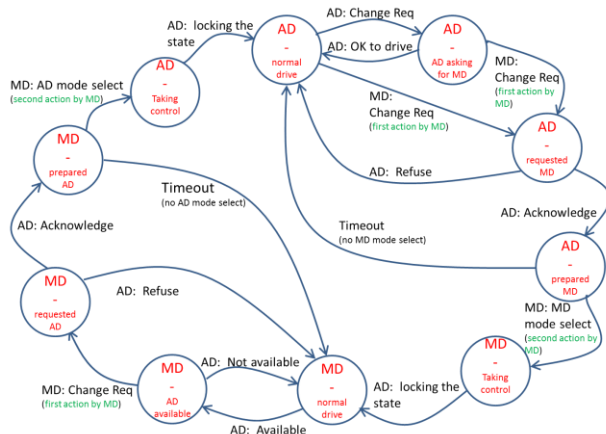 AD: locking the
state
AD: Change Req
AD: OK to drive
AD
-
normal
drive
AD
-
AD asking
for MD
MD: AD mode select
(second action by MD)
AD
-
Taking
control
MD:
Change Req
(first action by
MD)
MD:
Change Req
(first action by MD)
AD
-
requested
MD
MD
-
prepared
AD
AD: Refuse
Timeout
(no AD mode select)
AD: Acknowledge
AD: Acknowledge
Timeout
(no MD mode select)
AD
-
prepared
MD
MD
-
requested
AD
AD: Refuse
MD: MD
mode select
(second action by
MD)
MD
-
Taking
control
AD: Not available
MD: Change Req
(first action by MD)
MD
-
AD
available
MD
-
normal
drive
AD: locking the
state
AD: Available